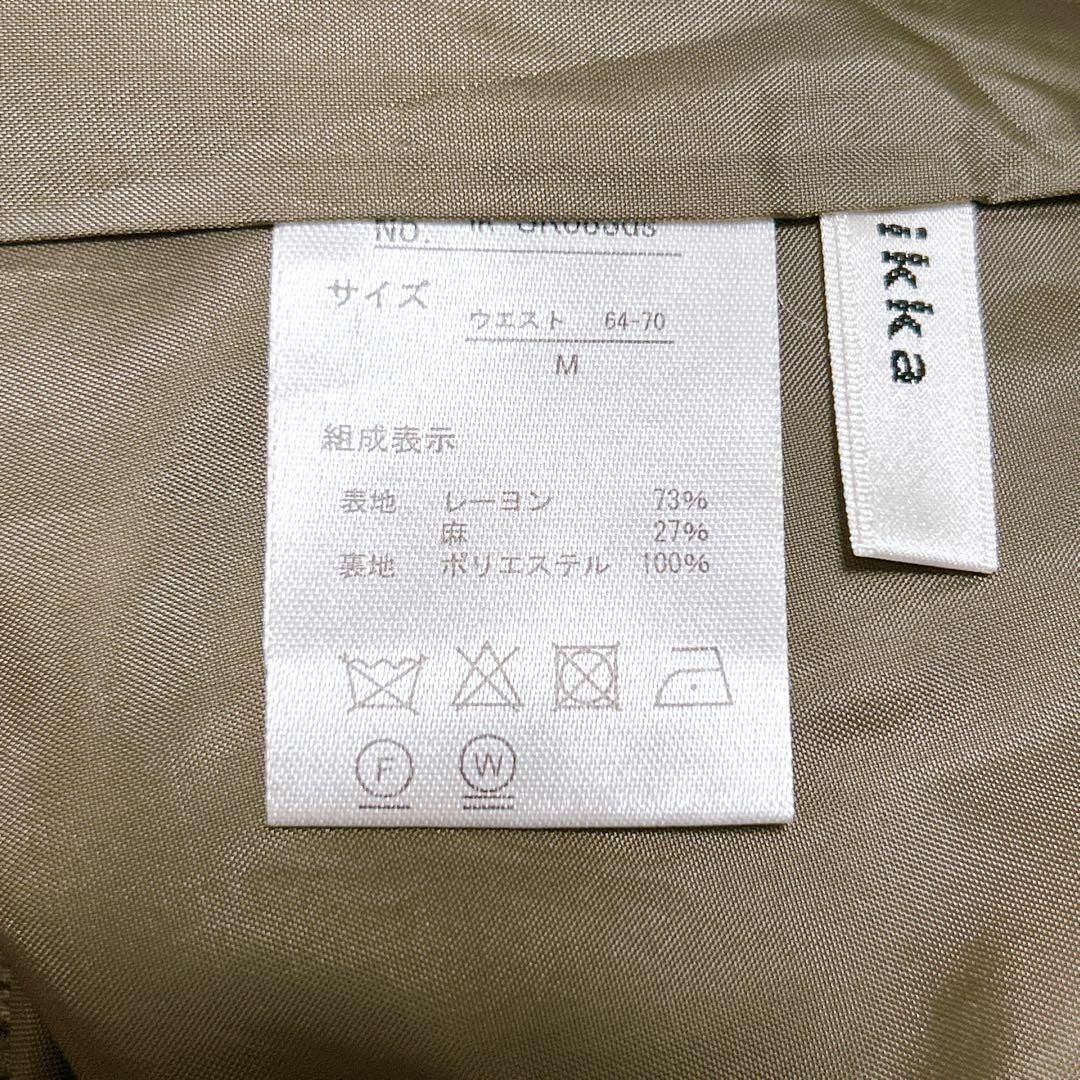 No.
サイズ
ウエスト 64-70
M
組成表示
表地 レーヨン 73%
麻 27%
裏地 ポリエステル 100%
F W
ikka